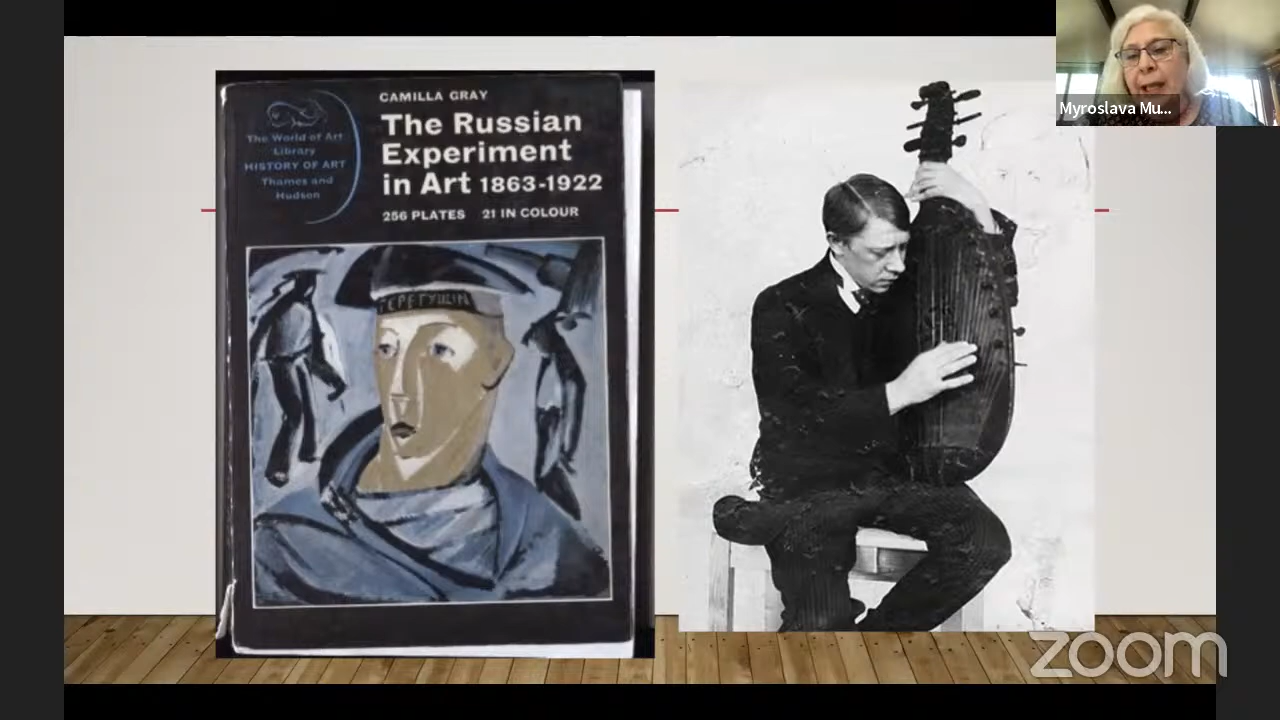 CAMILLA GRAY
The Russian
Experiment
in Art 1863-1922
256 PLATES 21 IN COLOUR
The World of Art
Library
HISTORY OF ART
Thames and
Hudson
Myroslava Mu...
zoom